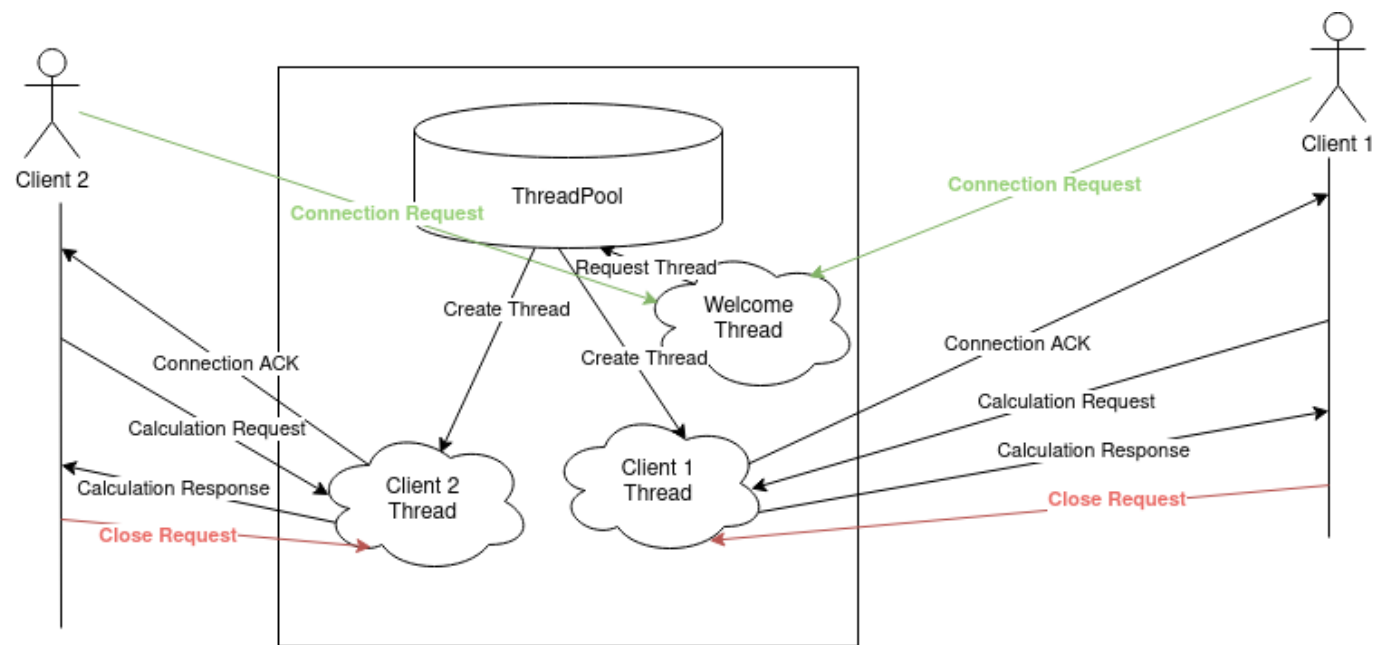 Client 1
Client 2
ThreadPool
Connection Request
Connection Request
Request Thread
Welcome
Thread
Create Thread
Create Thread
Connection ACK
Connection ACK
Calculation Request
Calculation Request
Calculation Response
Calculation Response
Client 2
Thread
Client 1
Thread
Close Request
Close Request